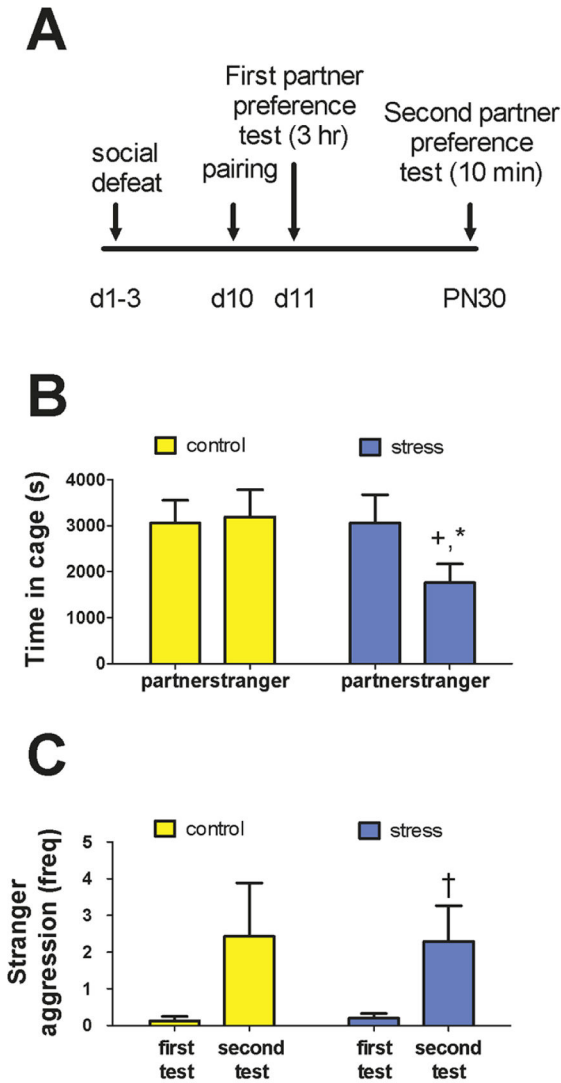 A
First partner
preference
test (3 hr)
Second partner
preference
test (10 min)
social
defeat
pairing
d1-3
d10
d11
PN30
B
control
stress
Time in cage (s)
4000
3000
2000
1000
0
+,*
partnerstranger
partnerstranger
C
control
stress
Stranger
aggression (freq)
5
4
3
2
1
0
†
first
test
second
test
first
test
second
test